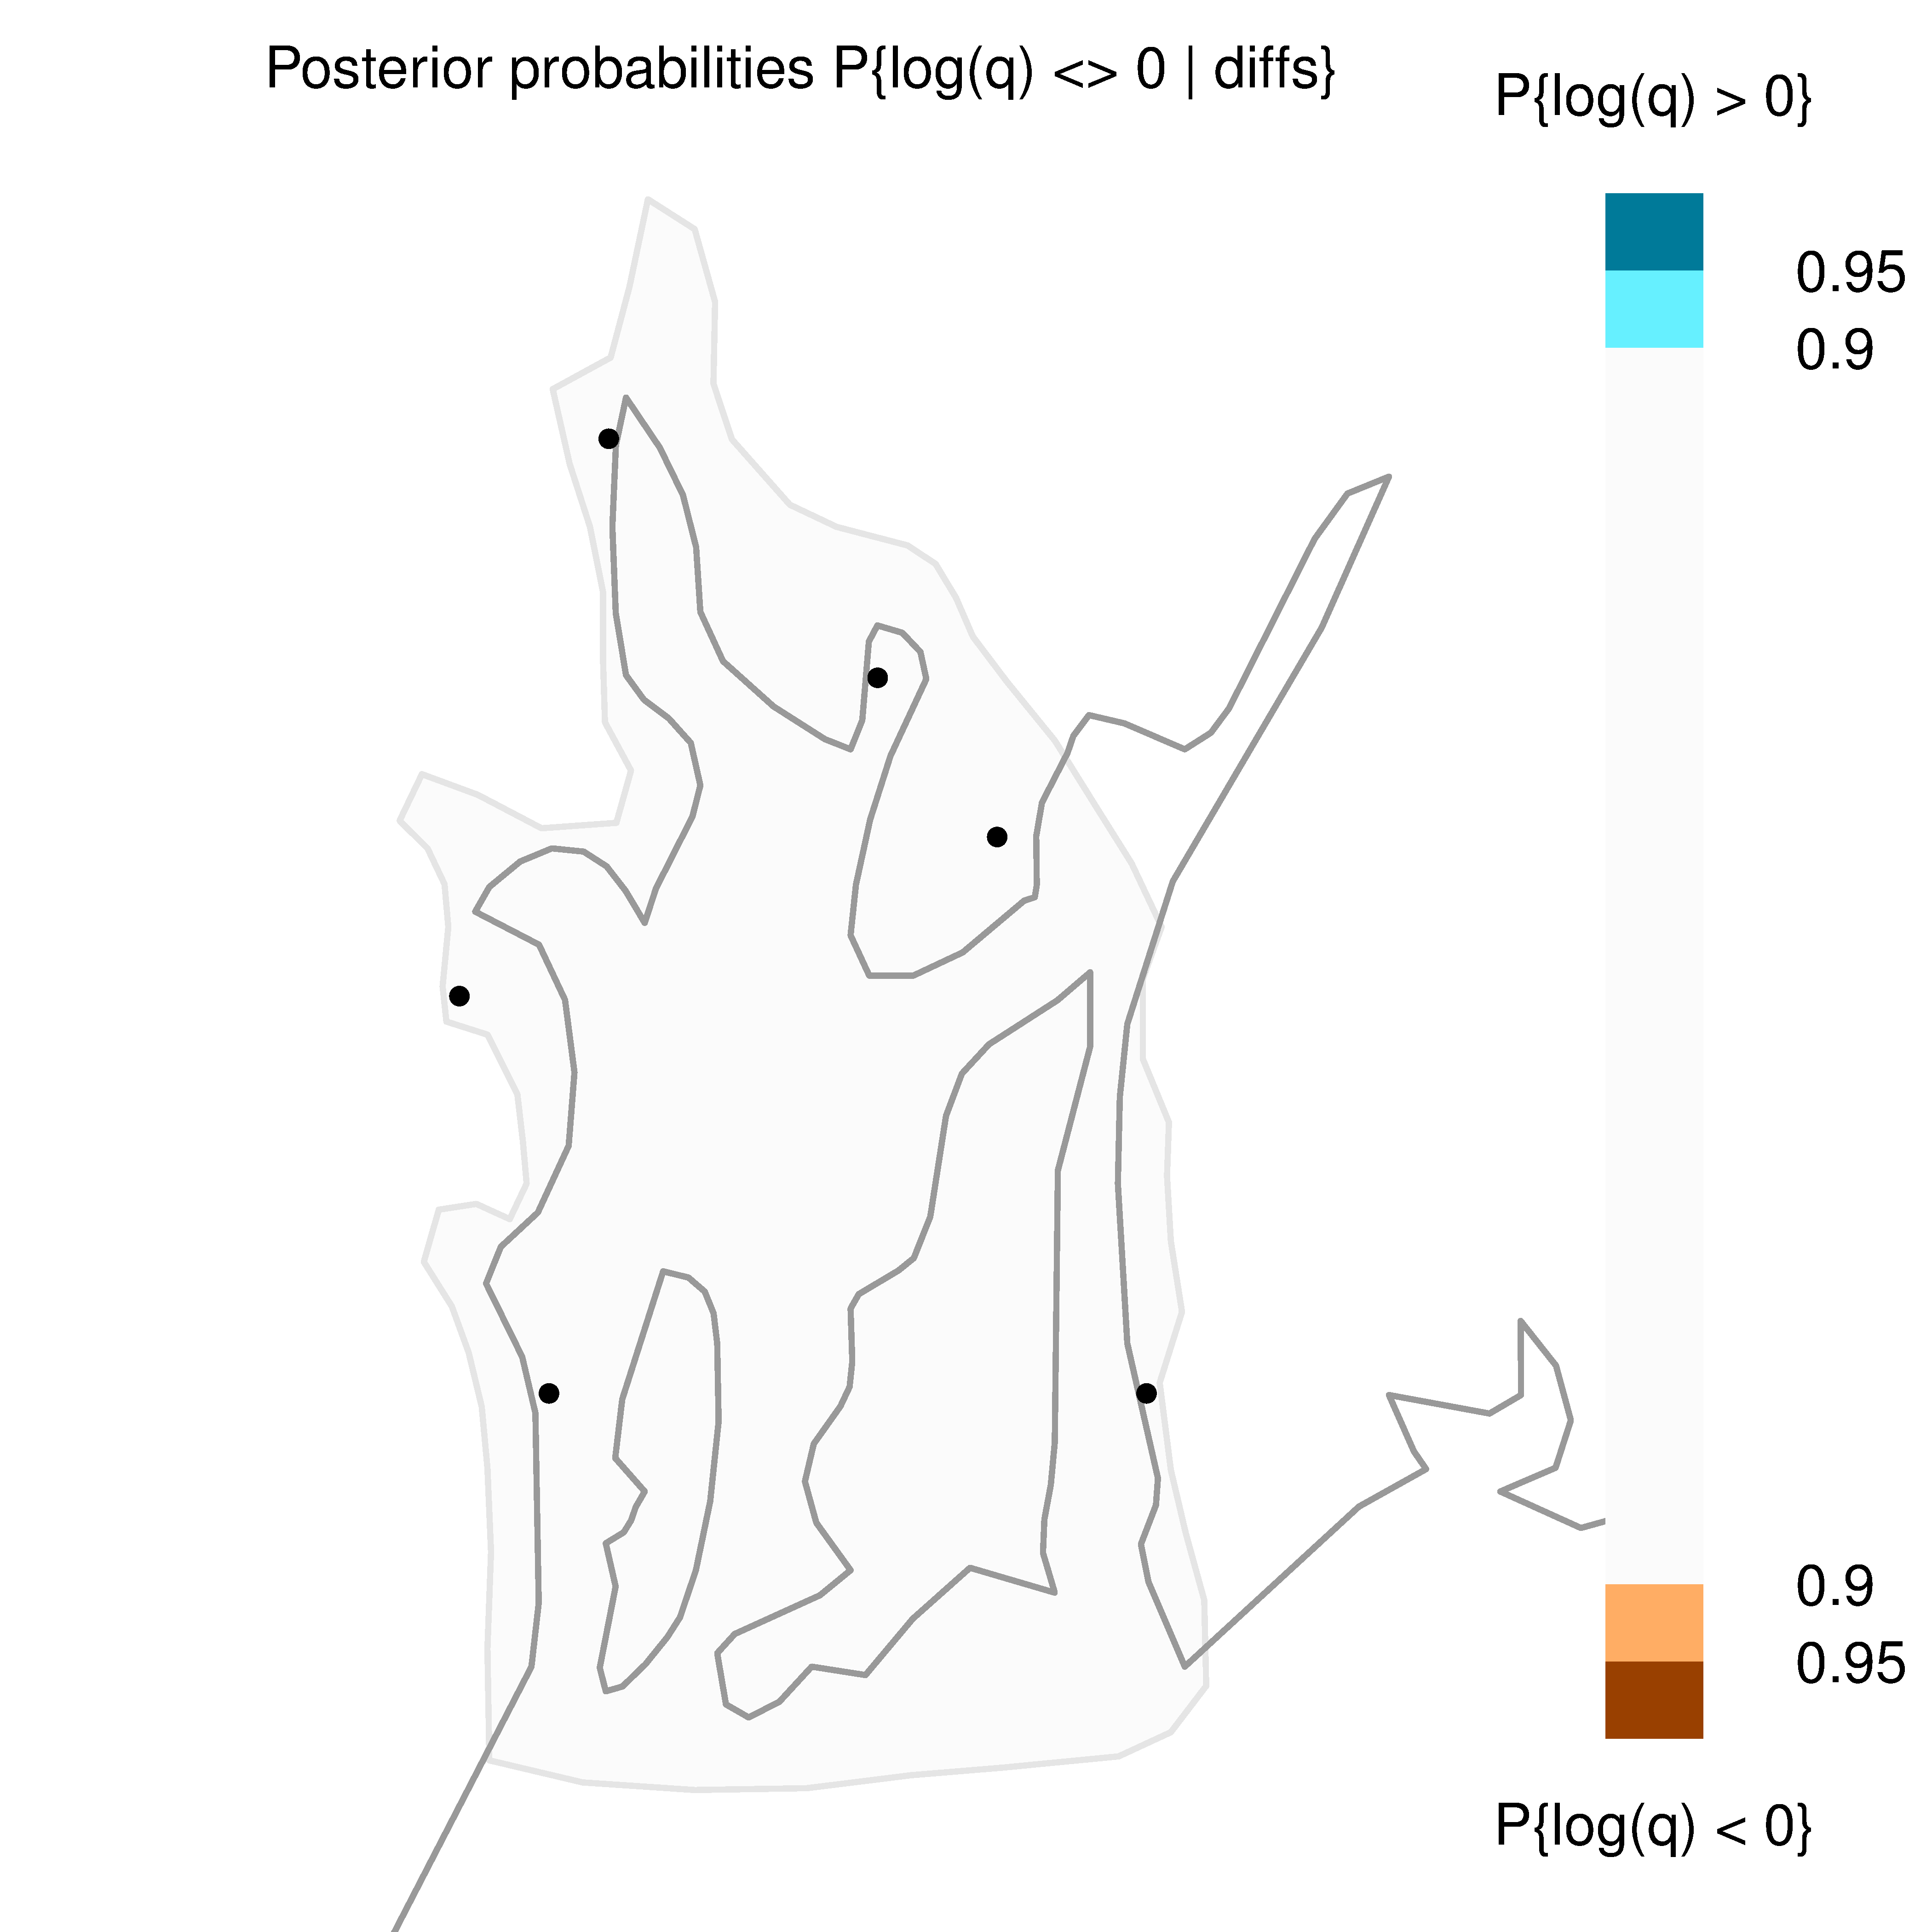 Posterior probabilities P{log(q) <> 0 | diffs}
P{log(q) > 0}
0.95
0.9
0.9
0.95
P{log(q) < 0}